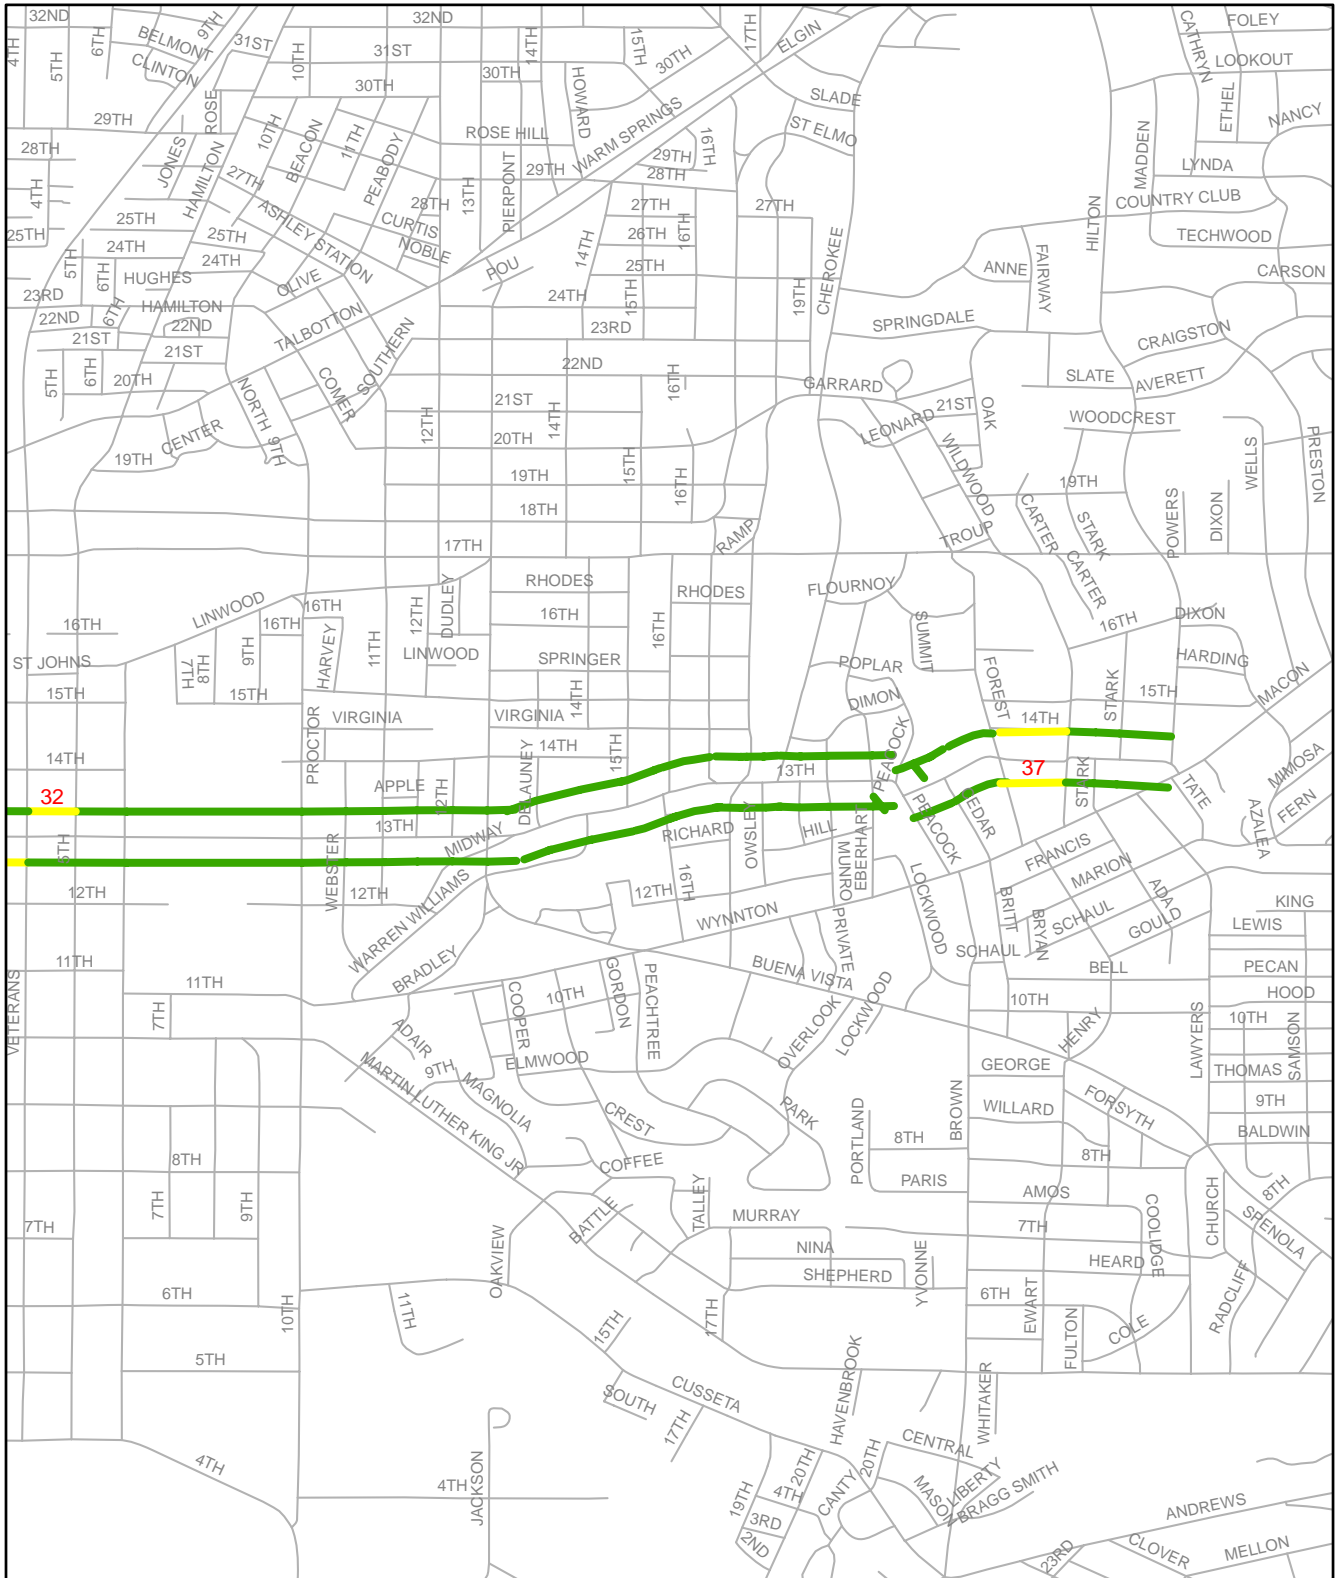 32ND
32ND
FOLEY
9TH
BELMONT
31ST
31ST
4TH
5TH
6TH
CLINTON
10TH
14TH
15TH
17TH
ELGIN
CATHRYN
LOOKOUT
30TH
30TH
30TH
HOWARD
SLADE
ETHEL
NANCY
29TH
ROSE
10TH
BEACON
11TH
PEABODY
ROSE HILL
WARM SPRINGS
16TH
ST ELMO
MADDEN
28TH
JONES
HAMILTON
27TH
29TH
29TH
28TH
LYNDA
4TH
13TH
PIERPONT
COUNTRY CLUB
25TH
25TH
25TH
ASHLEY STATION
28TH
CURTIS
NOBLE
27TH
26TH
16TH
27TH
HILTON
TECHWOOD
5TH
24TH
24TH
6TH
HUGHES
OLIVE
POU
14TH
25TH
15TH
19TH
CHEROKEE
ANNE
FAIRWAY
CARSON
23RD
22ND
6TH
HAMILTON
22ND
TALBOTTON
24TH
23RD
SPRINGDALE
CRAIGSTON
21ST
21ST
SOUTHERN
22ND
5TH
6TH
20TH
COMER
16TH
GARRARD
SLATE
AVERETT
NORTH
9TH
21ST
14TH
12TH
21ST
OAK
WOODCREST
CENTER
20TH
LEONARD
WILDWOOD
WELLS
PRESTON
19TH
19TH
15TH
16TH
19TH
18TH
CARTER
STARK
POWERS
DIXON
RAMP
TROUP
17TH
RHODES
RHODES
FLOURNOY
CARTER
LINWOOD
16TH
16TH
16TH
12TH
DUDLEY
16TH
16TH
SUMMIT
16TH
DIXON
ST JOHNS
7TH
8TH
9TH
HARVEY
11TH
LINWOOD
SPRINGER
POPLAR
HARDING
MACON
15TH
15TH
14TH
DIMON
FOREST
15TH
STARK
PROCTOR
VIRGINIA
VIRGINIA
14TH
14TH
14TH
15TH
PEACOCK
MIMOSA
13TH
37
STARK
TATE
32
APPLE
12TH
DELAUNEY
FERN
AZALEA
5TH
13TH
MIDWAY
RICHARD
OWSLEY
HILL
MUNRO
EBERHART
PEACOCK
CEDAR
FRANCIS
MARION
ADA
12TH
WEBSTER
12TH
16TH
12TH
LOCKWOOD
KING
WARREN WILLIAMS
WYNNTON
PRIVATE
BRITT
BRYAN
SCHAUL
GOULD
LEWIS
SCHAUL
11TH
BRADLEY
BUENA VISTA
BELL
PECAN
VETERANS
11TH
7TH
COOPER
10TH
GORDON
PEACHTREE
OVERLOOK
LOCKWOOD
10TH
HENRY
LAWYERS
HOOD
10TH
SAMSON
ADAIR
9TH
ELMWOOD
GEORGE
THOMAS
MARTIN LUTHER KING JR
MAGNOLIA
CREST
PARK
PORTLAND
BROWN
WILLARD
FORSYTH
9TH
8TH
8TH
8TH
BALDWIN
COFFEE
PARIS
AMOS
7TH
9TH
TALLEY
COOLIDGE
CHURCH
8TH
7TH
BATTLE
MURRAY
7TH
SPENOLA
OAKVIEW
NINA
HEARD
SHEPHERD
YVONNE
6TH
10TH
11TH
15TH
17TH
6TH
EWART
FULTON
COLE
RADCLIFF
5TH
SOUTH
CUSSETA
17TH
HAVENBROOK
WHITAKER
4TH
JACKSON
4TH
20TH
20TH
CENTRAL
19TH
4TH
CANTY
MASON
LIBERTY
BRAGG SMITH
3RD
2ND
ANDREWS
23RD
CLOVER
MELLON